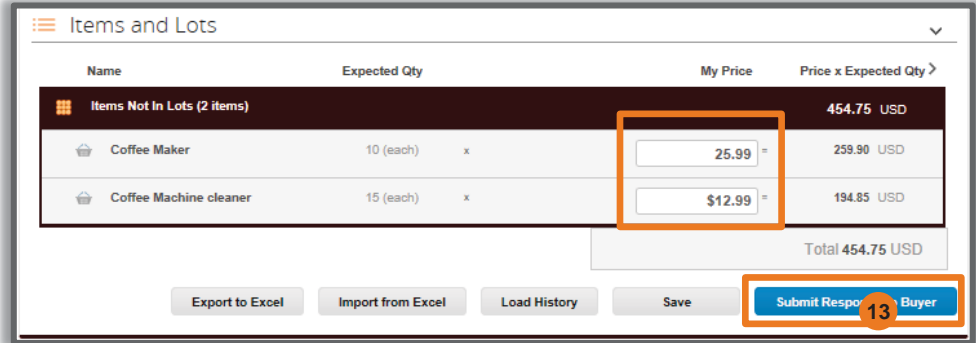 Items and Lots
Name Expected Qty My Price Price x Expected Qty >
Items Not In Lots (2 items) 454.75 USD
Coffee Maker 10 (each) x 25.99 = 259.90 USD
Coffee Machine cleaner 15 (each) x $12.99 = 194.85 USD
Total 454.75 USD
Export to Excel Import from Excel Load History Save Submit Buyer
13